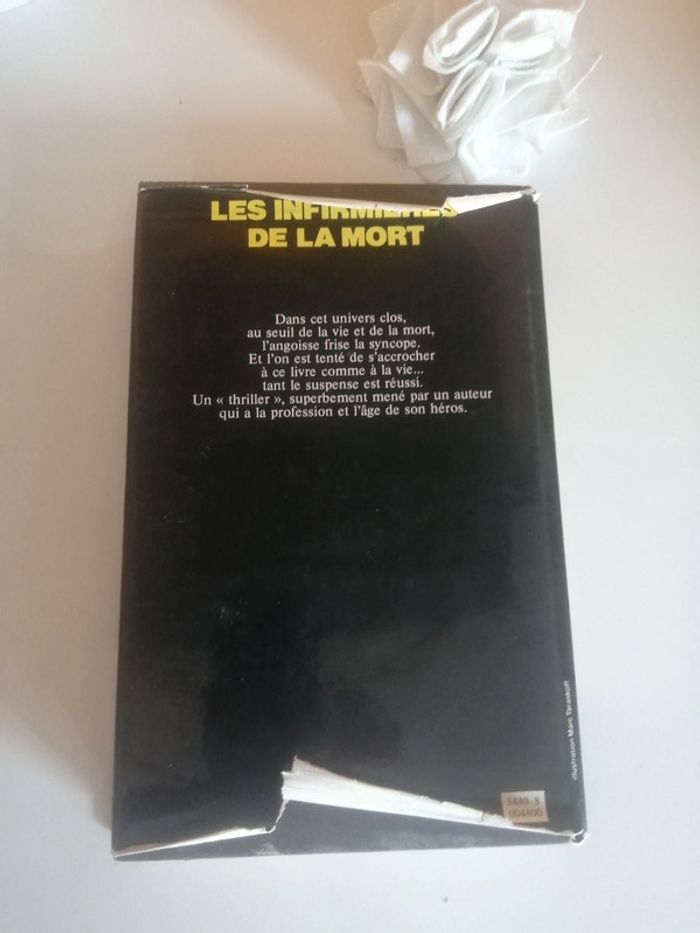 LES INFIRMIÈRES
DE LA MORT
Dans cet univers clos,
au seuil de la vie et de la mort,
l'angoisse frise la syncope.
Et l'on est tenté de s'accrocher
à ce livre comme à la vie...
tant le suspense est réussi.
Un « thriller », superbement mené par un auteur
qui a la profession et l'âge de son héros.
illustration Marc Taraskoff
3440-8
004800